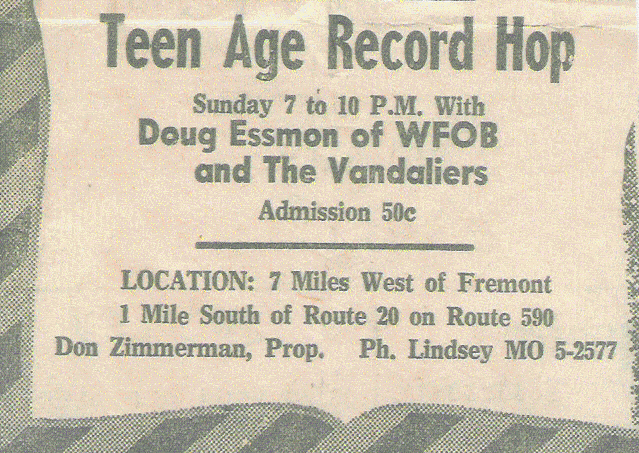 Teen Age Record Hop
Sunday 7 to 10 P.M. With
Doug Essmon of WFOB
and The Vandaliers
Admission 50c
LOCATION: 7 Miles West of Fremont
1 Mile South of Route 20 on Route 590
Don Zimmerman, Prop. Ph. Lindsey MO 5-2577